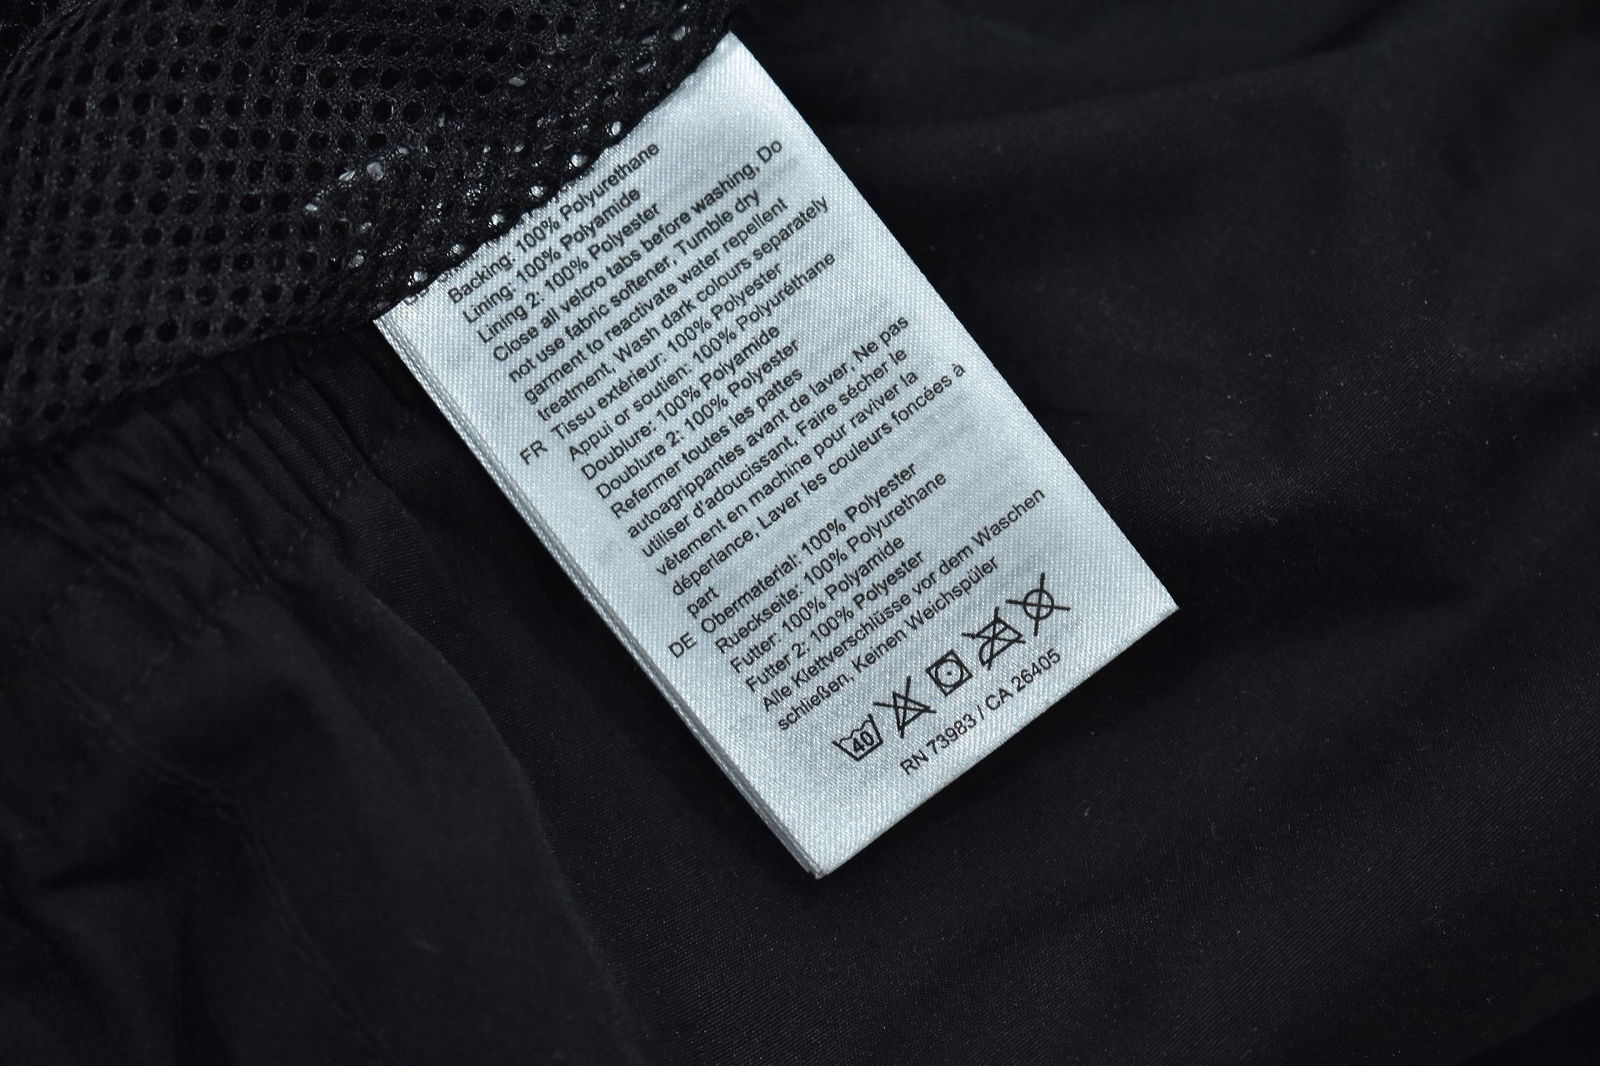 Backing: 100% Polyurethane
Lining: 100% Polyamide
Lining 2: 100% Polyester
Close all velcro tabs before washing, Do
not use fabric softener, Tumble dry
garment to reactivate water repellent
treatment, Wash dark colours separately
FR Tissu extérieur: 100% Polyester
Appui or soutien: 100% Polyuréthane
Doublure: 100% Polyamide
Doublure 2: 100% Polyester
Refermer toutes les pattes
autoagrippantes avant de laver, Ne pas
utiliser d'adoucissant, Faire sécher le
vêtement en machine pour raviver la
déperlance, Laver les couleurs foncées à
part
DE Obermaterial: 100% Polyester
Rueckseite: 100% Polyurethane
Futter: 100% Polyamide
Futter 2: 100% Polyester
Alle Klettverschlüsse vor dem Waschen
schließen, Keinen Weichspüler
40
RN 73983 / CA 26405